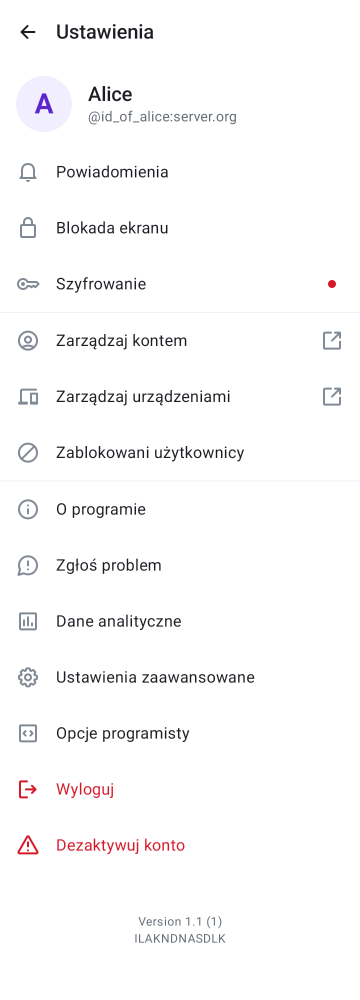 Ustawienia
A
Alice
@id_of_alice:server.org
Powiadomienia
Blokada ekranu
Szyfrowanie
Zarządzaj kontem
Zarządzaj urządzeniami
Zablokowani użytkownicy
O programie
Zgłoś problem
Dane analityczne
Ustawienia zaawansowane
Opcje programisty
Wyloguj
Dezaktywuj konto
Version 1.1 (1)
ILAKNDNASDLK